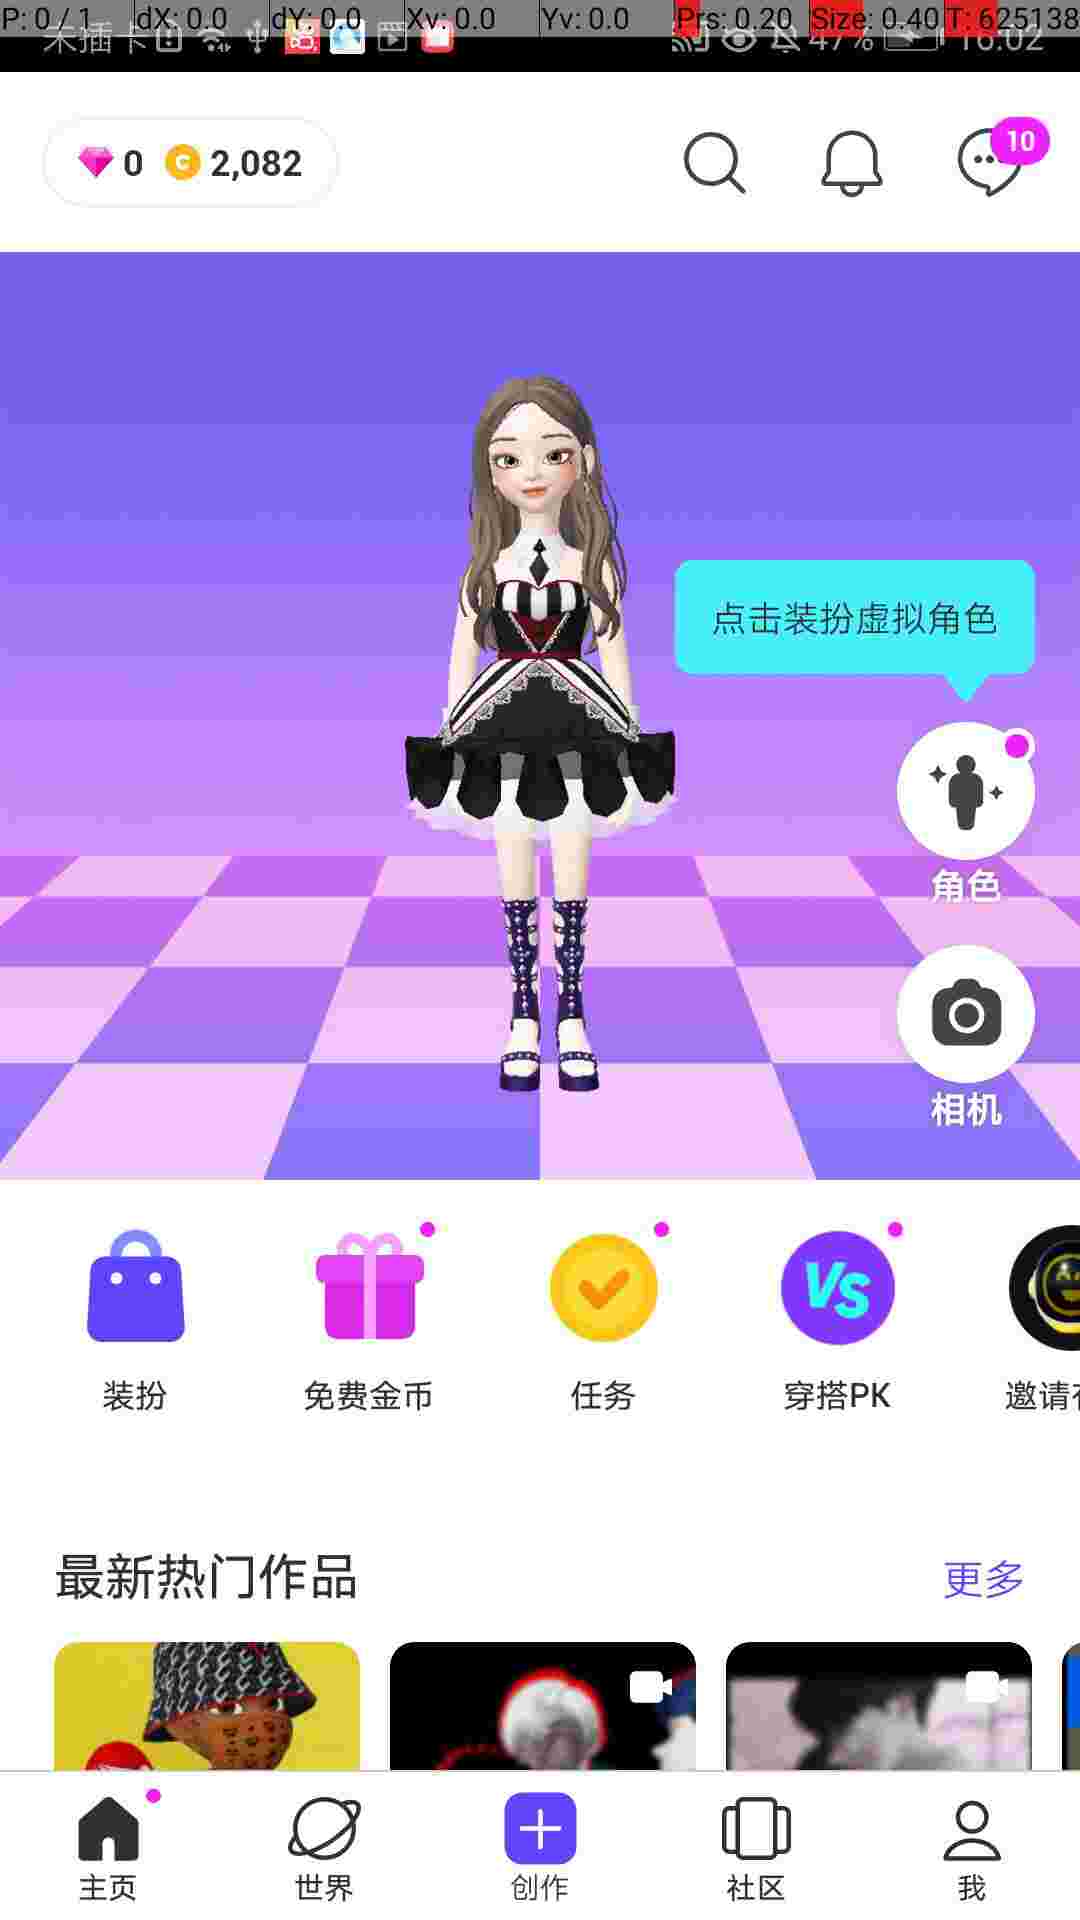 P: 0 / 1 dX: 0.0 dY: 0.0 Xv: 0.0 Yv: 0.0 Prs: 0.20 Size: 0.40 T: 625138
未插卡 47% 16:02
0 2,082 10
点击装扮虚拟角色
角色
相机
VS
装扮 免费金币 任务 穿搭PK 邀请
最新热门作品 更多
主页 世界 创作 社区 我